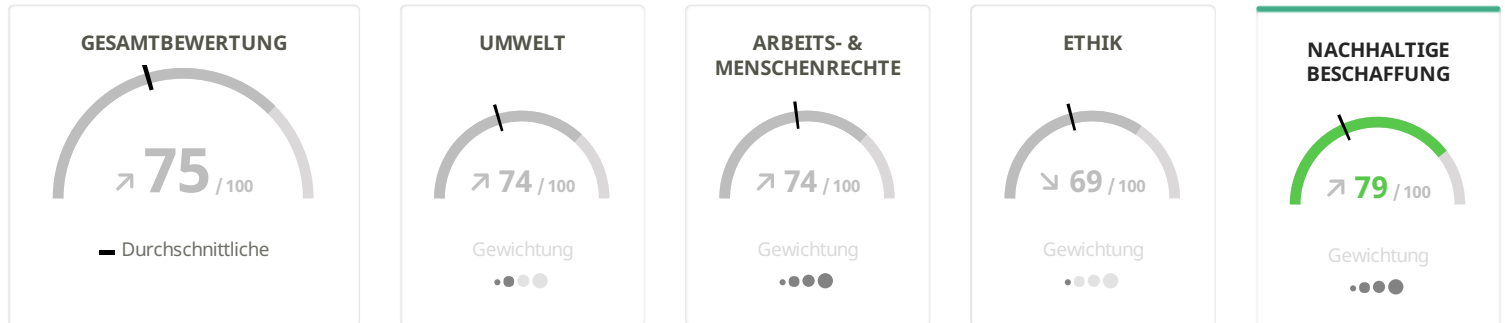 GESAMTBEWERTUNG
75 / 100
Durchschnittliche
UMWELT
74 / 100
Gewichtung
ARBEITS- &
MENSCHENRECHTE
74 / 100
Gewichtung
ETHIK
69 / 100
Gewichtung
NACHHALTIGE
BESCHAFFUNG
79 / 100
Gewichtung